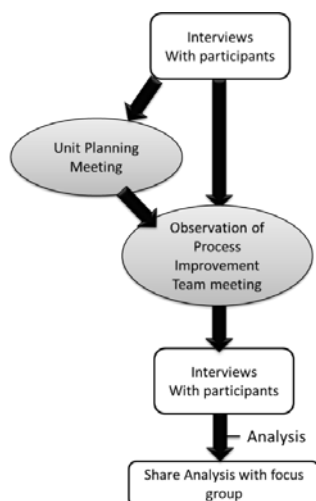 Interviews
With participants
Unit Planning
Meeting
Observation of
Process
Improvement
Team meeting
Interviews
With participants
Analysis
Share Analysis with focus
group